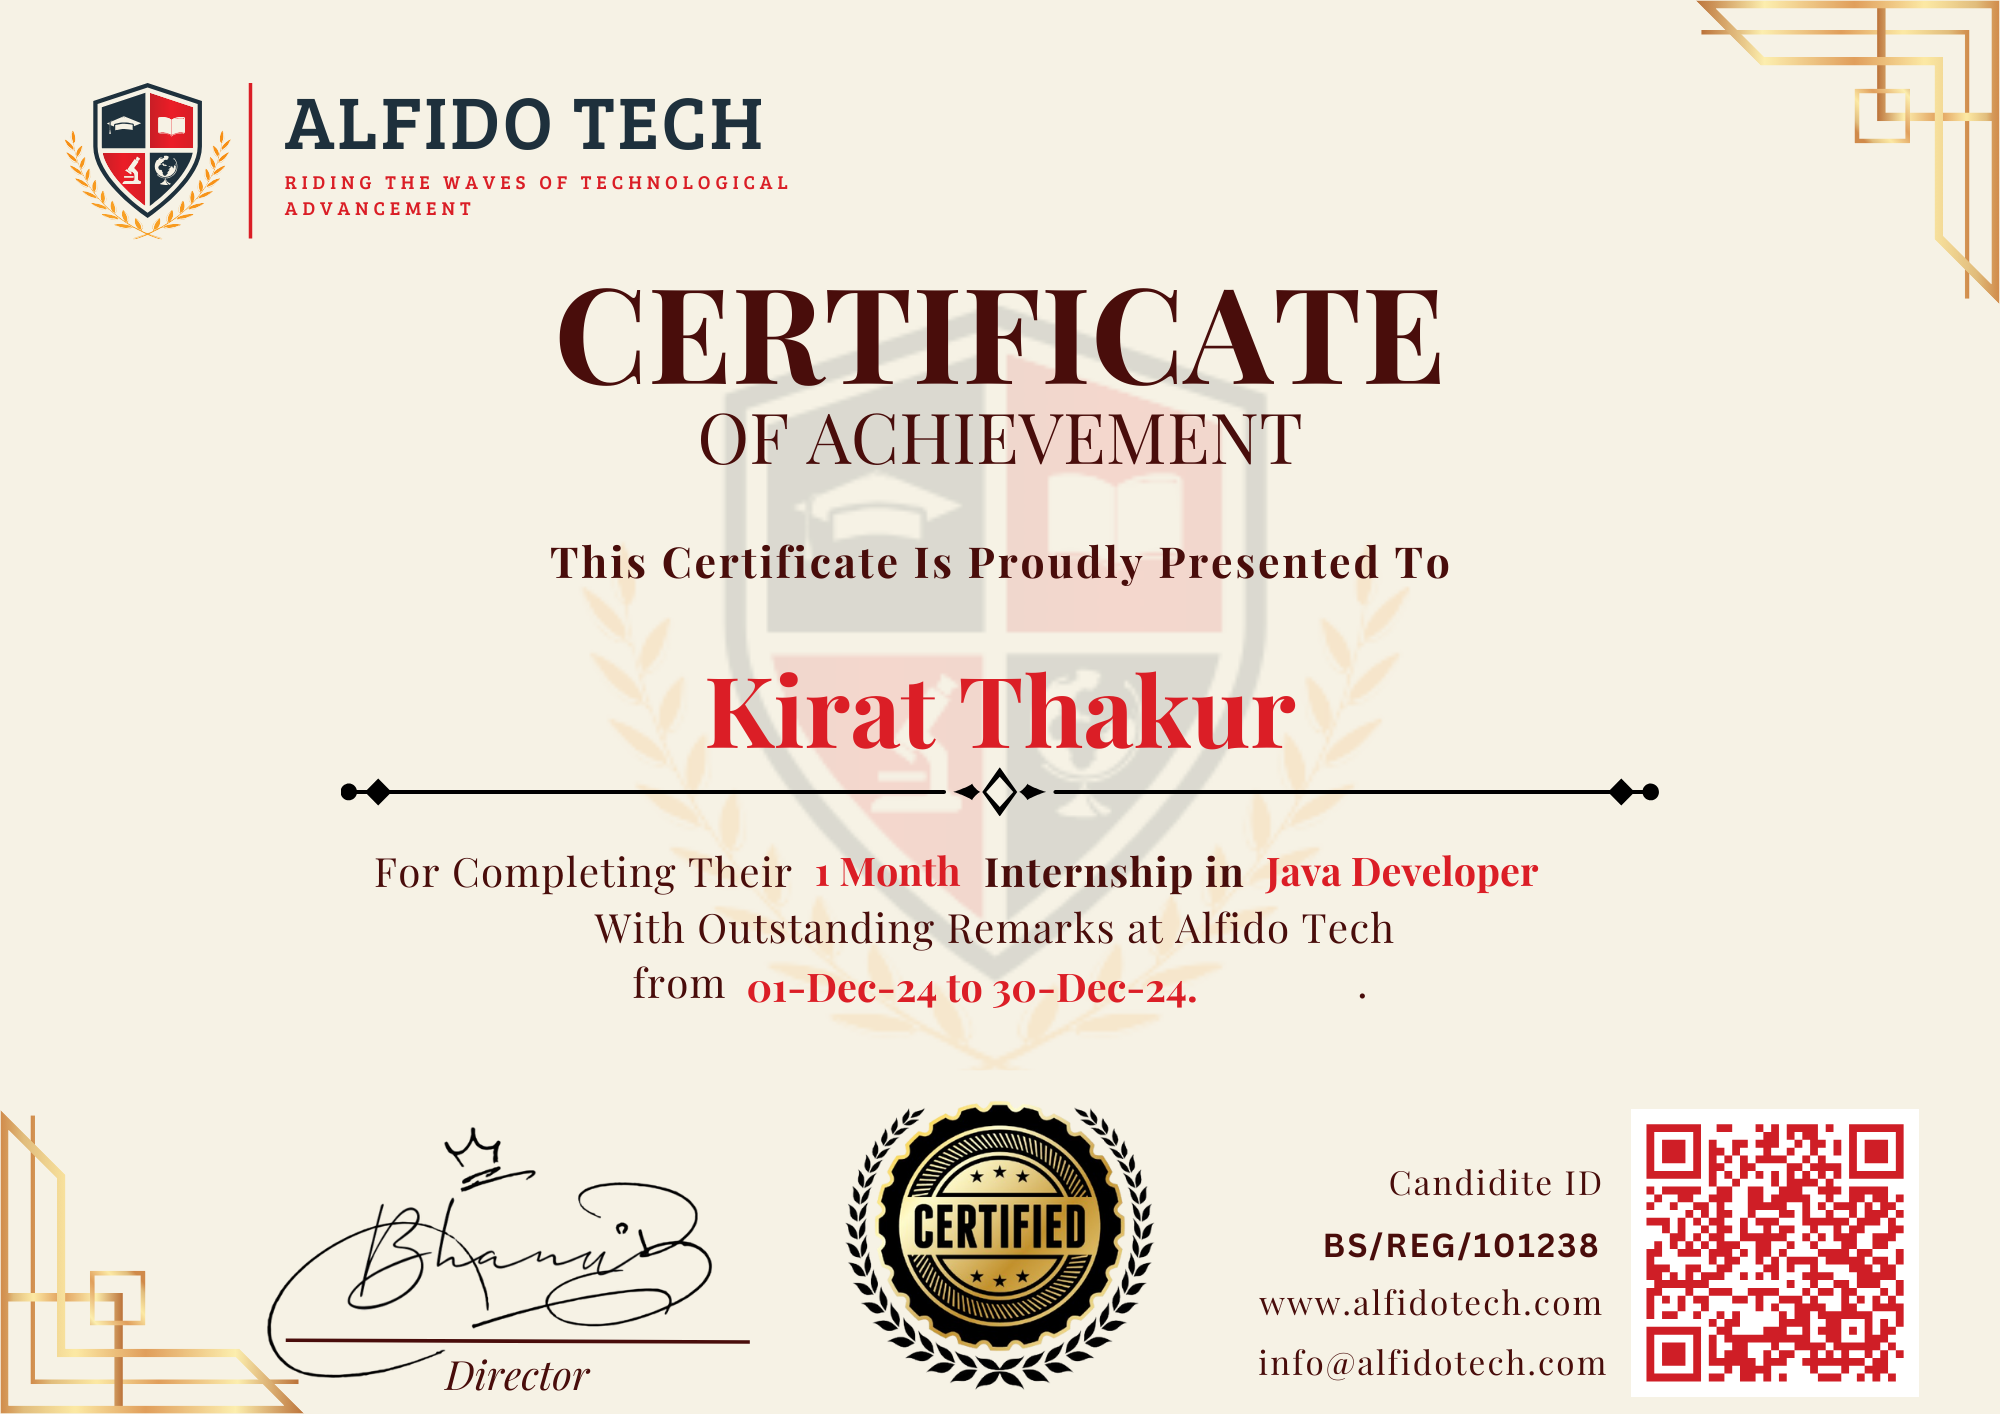 ALFIDO TECH
RIDING THE WAVES OF TECHNOLOGICAL
ADVANCEMENT
CERTIFICATE
OF ACHIEVEMENT
This Certificate Is Proudly Presented To
Kirat Thakur
For Completing Their 1 Month Internship in Java Developer
With Outstanding Remarks at Alfido Tech
from 01-Dec-24 to 30-Dec-24. .
Bhanu
Director
CERTIFIED
Candidite ID
BS/REG/101238
www.alfidotech.com
info@alfidotech.com